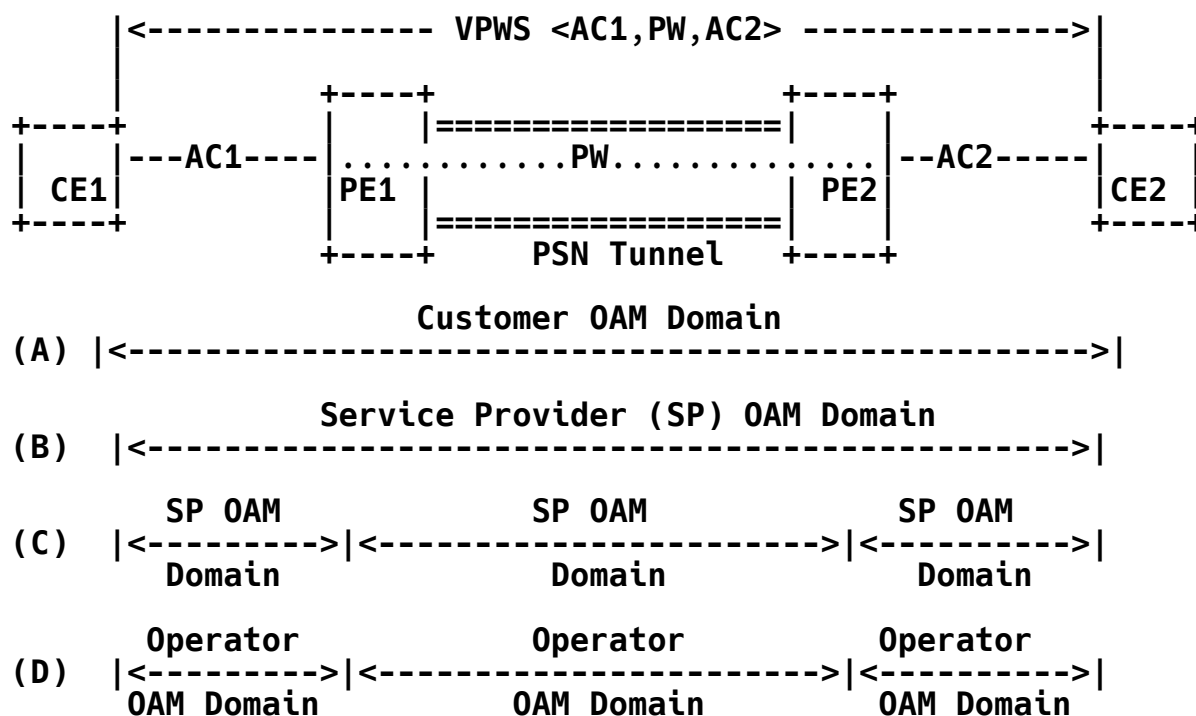 |<--------------- VPWS <AC1,PW,AC2> -------------->|
|                                                  |
|                                                  |
|          +----+                  +----+          |
+----+          |    |==================|    |          +----+
|    |---AC1----|............PW..............|--AC2-----|    |
| CE1|          |PE1 |                  | PE2|          |CE2 |
+----+          |    |==================|    |          +----+
+----+     PSN Tunnel   +----+
Customer OAM Domain
(A) |<-------------------------------------------------->|
Service Provider (SP) OAM Domain
(B)  |<------------------------------------------------>|
SP OAM             SP OAM             SP OAM
(C)  |<--------->|<----------------------->|<---------->|
Domain              Domain             Domain
Operator            Operator          Operator
(D)  |<--------->|<----------------------->|<---------->|
OAM Domain          OAM Domain         OAM Domain